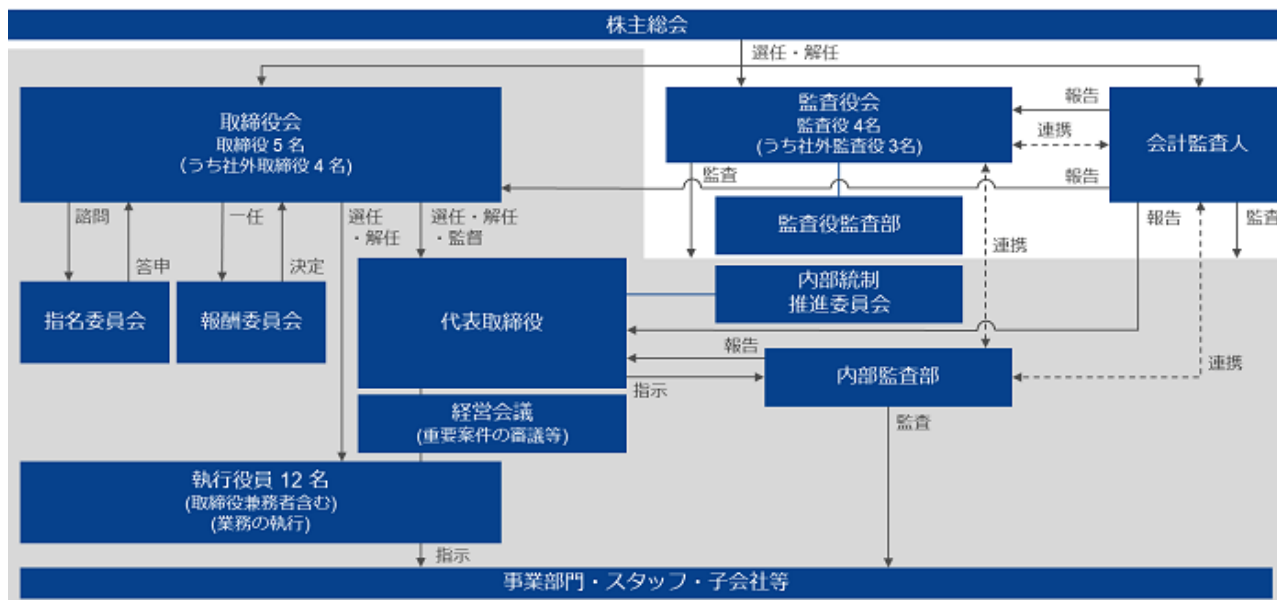 株主総会
選任・解任
取締役会
取締役 5 名
(うち社外取締役 4 名)
監査役会
監査役 4名
(うち社外監査役 3名)
会計監査人
報告
連携
報告
監査
監査役監査部
連携
報告
監査
諮問
答申
一任
決定
選任
・解任
選任・解任
・監督
指名委員会
報酬委員会
代表取締役
内部統制
推進委員会
報告
指示
内部監査部
連携
監査
経営会議
(重要案件の審議等)
執行役員 12 名
(取締役兼務者含む)
(業務の執行)
指示
事業部門・スタッフ・子会社等